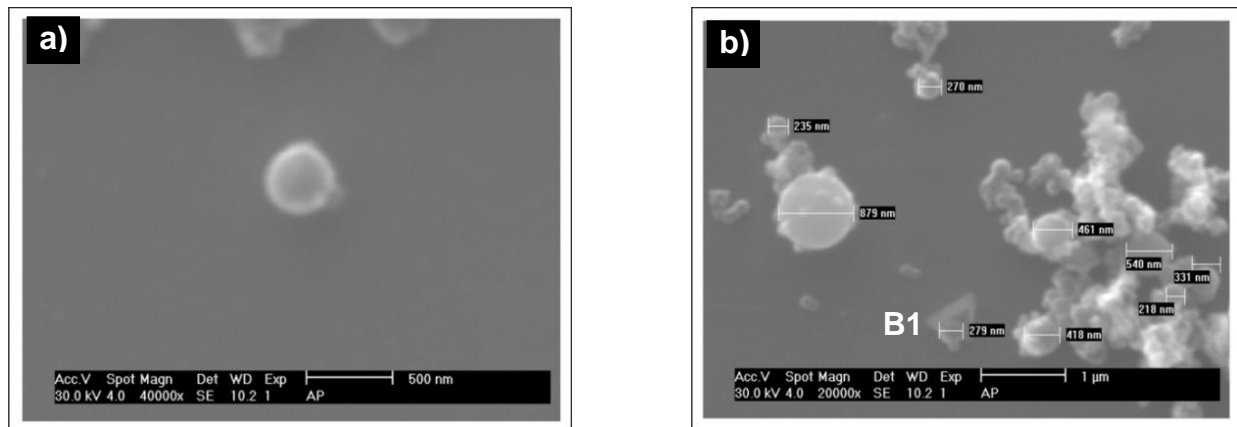 a)
Acc.V Spot Magn Det WD Exp
500 nm
30.0 kV 4.0 40000x SE 10.2 1 AP
b)
270 nm
235 nm
879 nm
461 nm
540 nm
331 nm
218 nm
B1
279 nm
418 nm
Acc.V Spot Magn Det WD Exp
1 µm
30.0 kV 4.0 20000x SE 10.2 1 AP